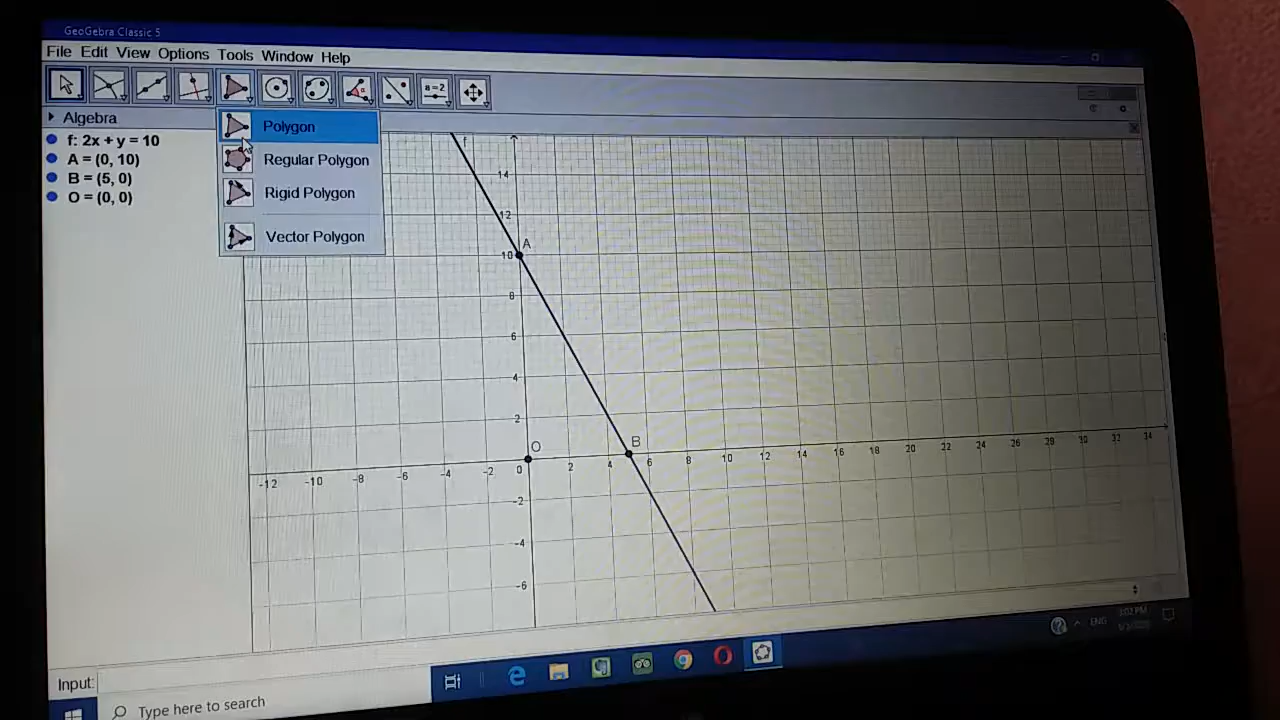 GeoGebra Classic 5
File Edit View Options Tools Window Help
a=2
Algebra
f: 2x + y = 10
A = (0, 10)
B = (5, 0)
O = (0, 0)
Polygon
Regular Polygon
Rigid Polygon
Vector Polygon
f
14
12
A
10
8
6
4
2
O
B
-12 -10 -8 -6 -4 -2 0 2 4 6 8 10 12 14 16 18 20 22 24 26 28 30 32 34
-2
-4
-6
Input:
Type here to search
ENG
3:02 PM